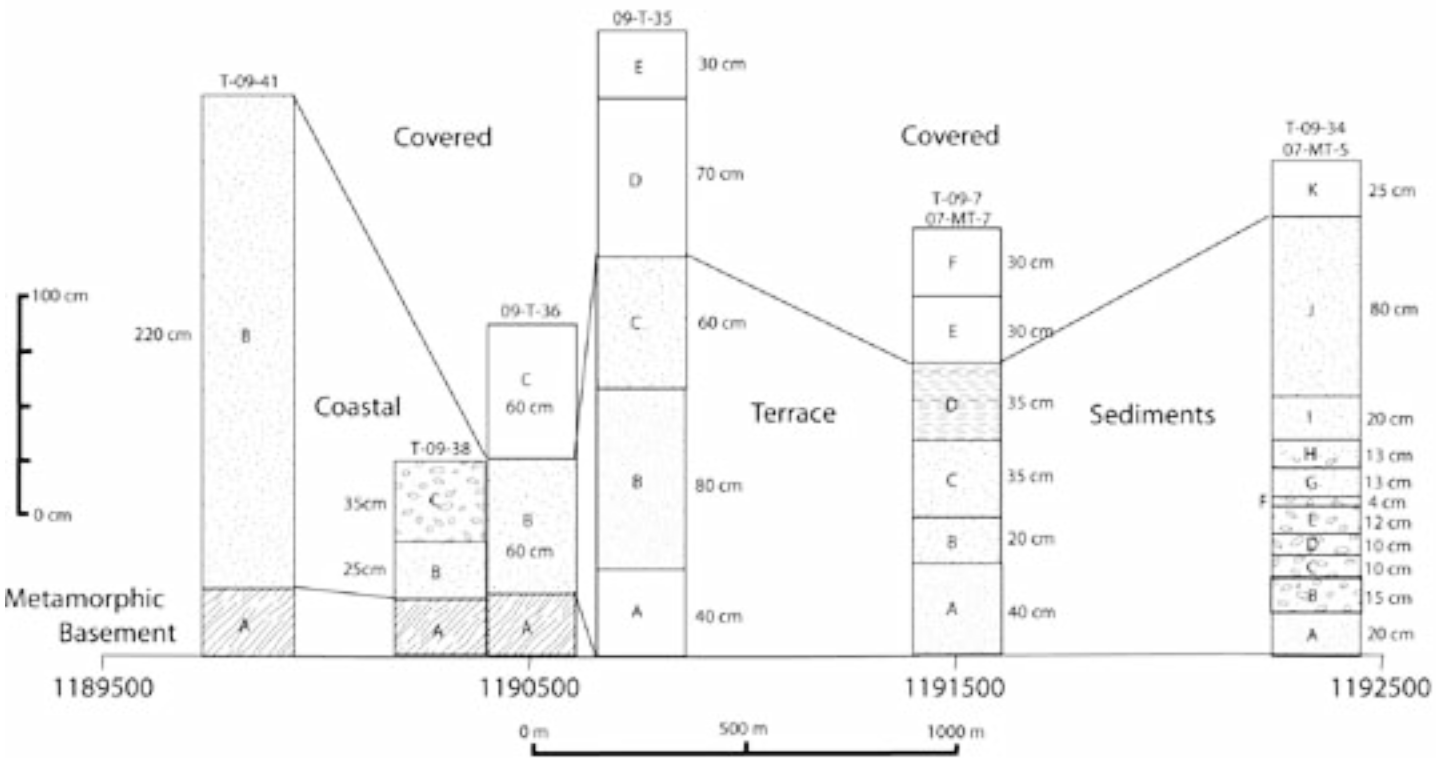 09-T-35
E
30 cm
T-09-41
Covered
Covered
D
70 cm
T-09-34
07-MT-5
K
25 cm
T-09-7
07-MT-7
F
30 cm
100 cm
09-T-36
220 cm
B
C
60 cm
E
30 cm
J
80 cm
C
60 cm
Coastal
Terrace
D
35 cm
Sediments
I
20 cm
T-09-38
H
13 cm
C
35cm
B
80 cm
C
35 cm
G
13 cm
F
4 cm
0 cm
B
60 cm
E
12 cm
B
20 cm
D
10 cm
B
25cm
C
10 cm
Metamorphic
Basement
B
15 cm
A
A
A
A
40 cm
A
40 cm
A
20 cm
1189500
1190500
1191500
1192500
0 m
500 m
1000 m